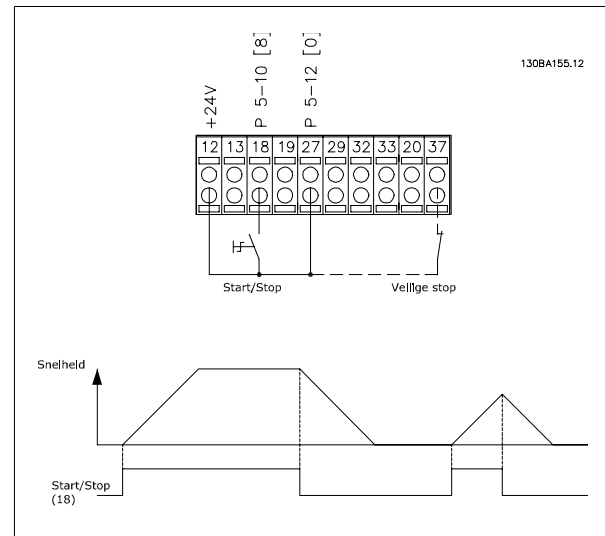 130BA155.12
+24V
P 5-10 [8]
P 5-12 [0]
12 13 18 19 27 29 32 33 20 37
Start/Stop
Veilige stop
Snelheid
Start/Stop
(18)